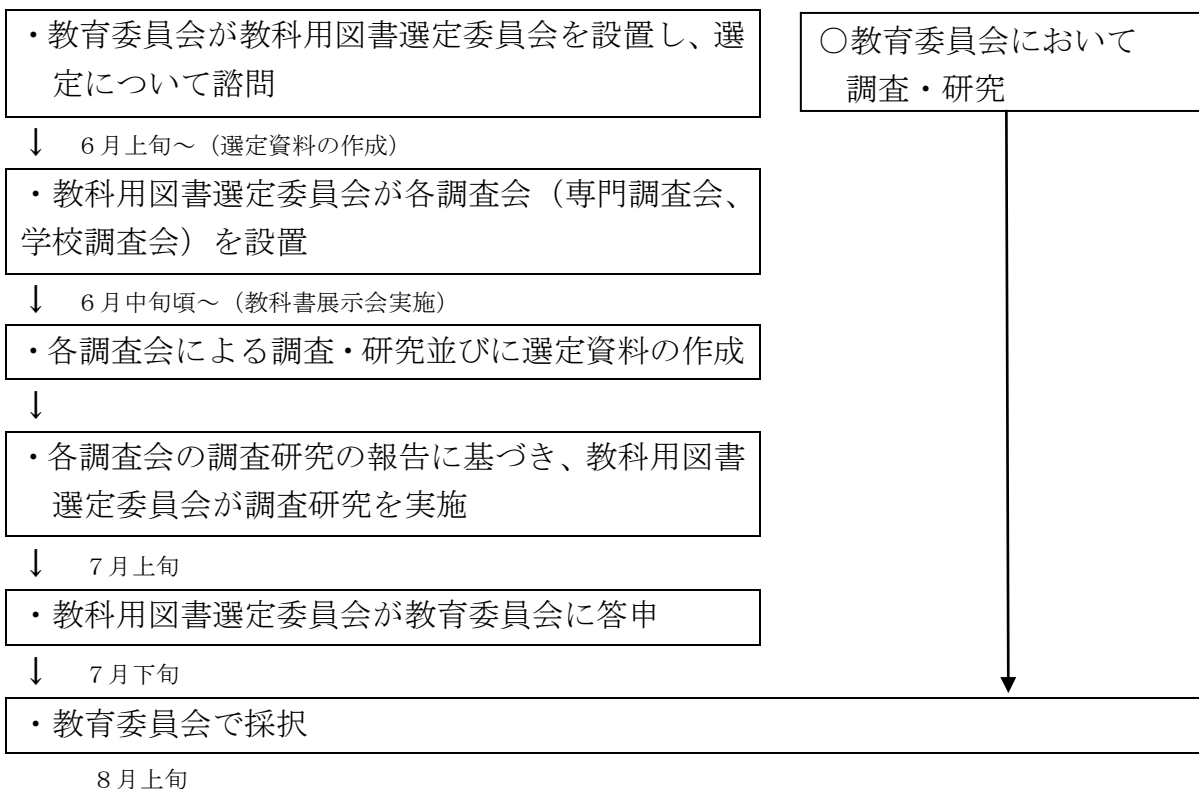 ・教育委員会が教科用図書選定委員会を設置し、選
定について諮問
○教育委員会において
調査・研究
↓ ６月上旬～（選定資料の作成）
・教科用図書選定委員会が各調査会（専門調査会、
学校調査会）を設置
↓ ６月中旬頃～（教科書展示会実施）
・各調査会による調査・研究並びに選定資料の作成
↓
・各調査会の調査研究の報告に基づき、教科用図書
選定委員会が調査研究を実施
↓ ７月上旬
・教科用図書選定委員会が教育委員会に答申
↓ ７月下旬
・教育委員会で採択
８月上旬